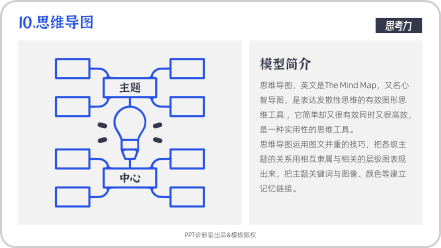 10.思维导图
思考力
主题
中心
模型简介
思维导图，英文是The Mind Map，又名心
智导图，是表达发散性思维的有效图形思
维工具 ，它简单却又很有效同时又很高效，
是一种实用性的思维工具。
思维导图运用图文并重的技巧，把各级主
题的关系用相互隶属与相关的层级图表现
出来，把主题关键词与图像、颜色等建立
记忆链接。
PPT诊断室出品&模板版权